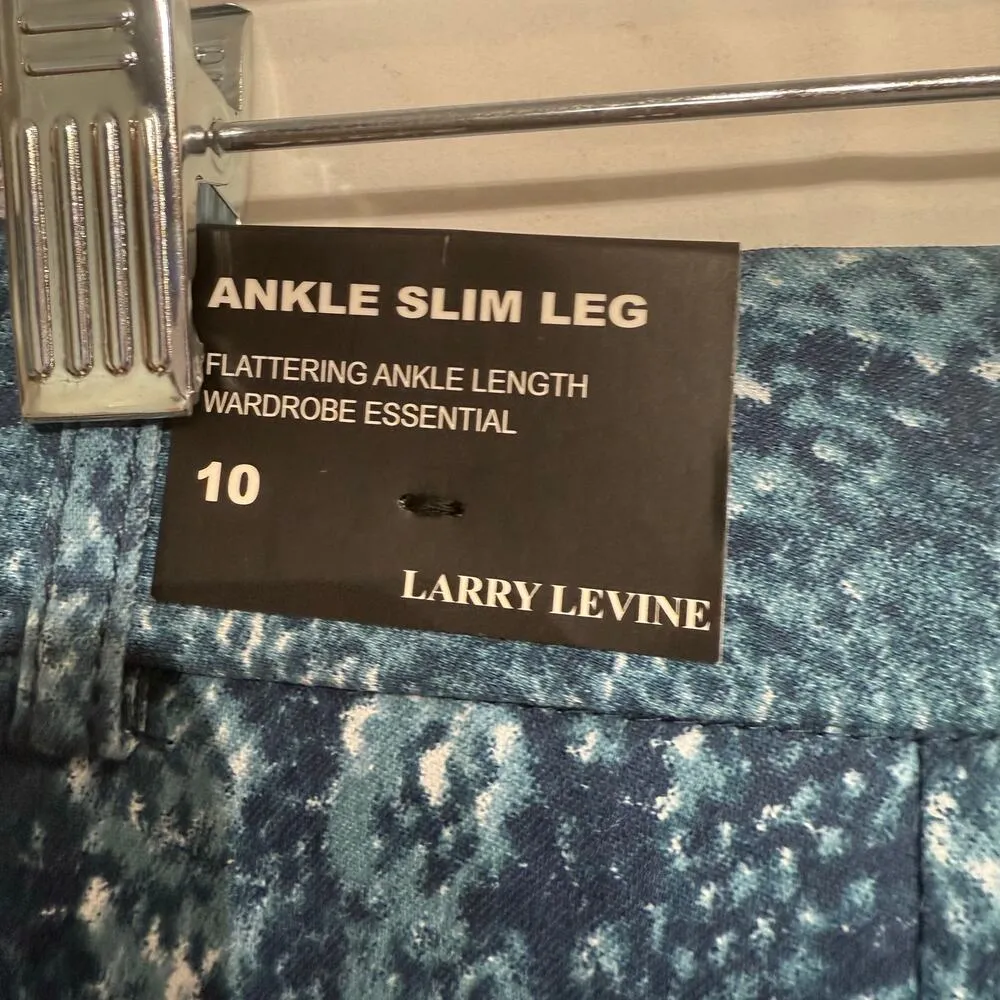 ANKLE SLIM LEG
FLATTERING ANKLE LENGTH
WARDROBE ESSENTIAL
10
LARRY LEVINE